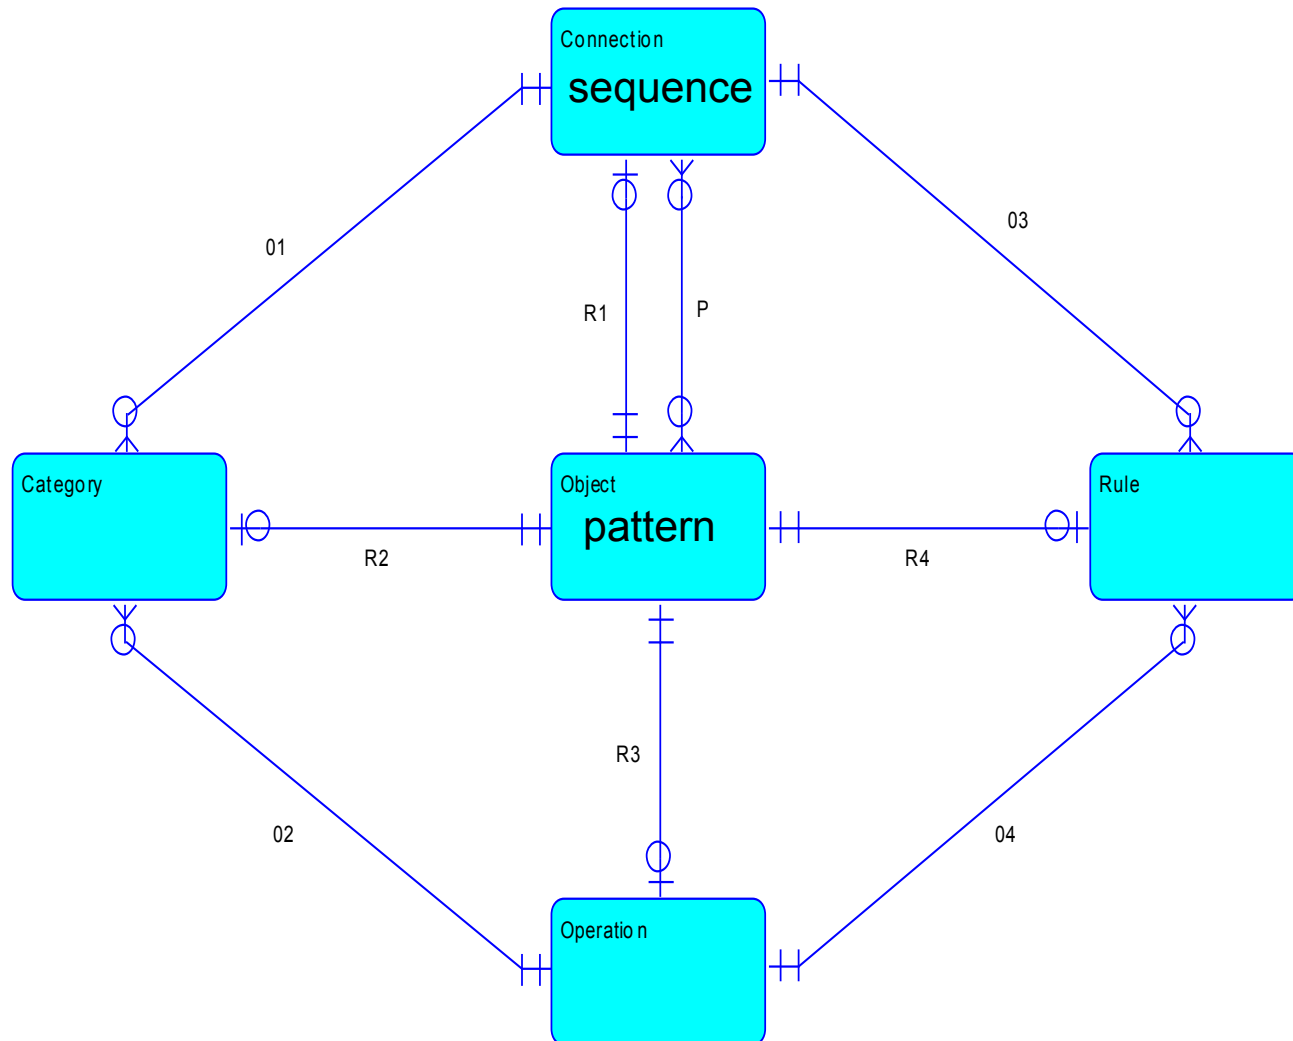 Connection
sequence
01
03
R1
P
Category
Object
pattern
Rule
R2
R4
R3
02
04
Operation